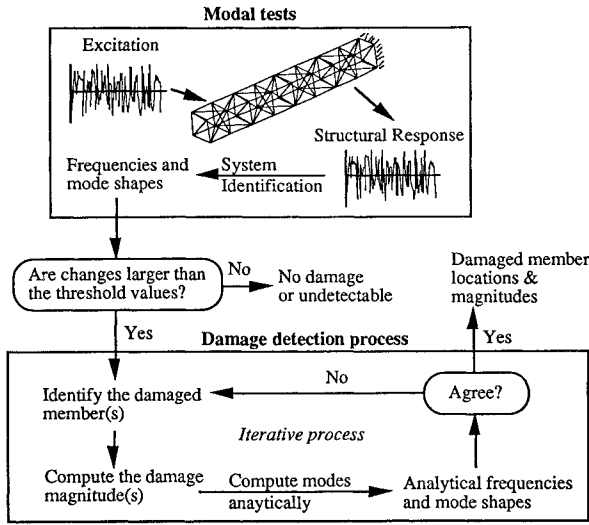 Modal tests
Excitation
Structural Response
Frequencies and
mode shapes
System
Identification
Are changes larger than
the threshold values?
No
No damage
or undetectable
Damaged member
locations &
magnitudes
Yes
Yes
Damage detection process
Identify the damaged
member(s)
No
Agree?
Iterative process
Compute the damage
magnitude(s)
Compute modes
anaytically
Analytical frequencies
and mode shapes